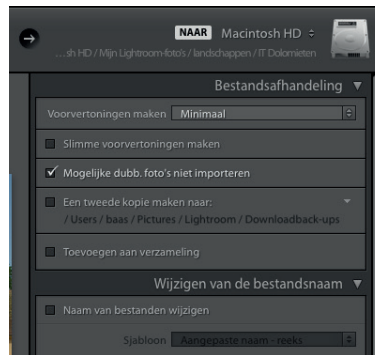 NAAR Macintosh HD
…sh HD / Mijn Lightroom-foto's / landschappen / IT Dolomieten
Bestandsafhandeling
Voorvertoningen maken Minimaal
Slimme voorvertoningen maken
Mogelijke dubb. foto's niet importeren
Een tweede kopie maken naar:
/ Users / baas / Pictures / Lightroom / Downloadback-ups
Toevoegen aan verzameling
Wijzigen van de bestandsnaam
Naam van bestanden wijzigen
Sjabloon Aangepaste naam - reeks